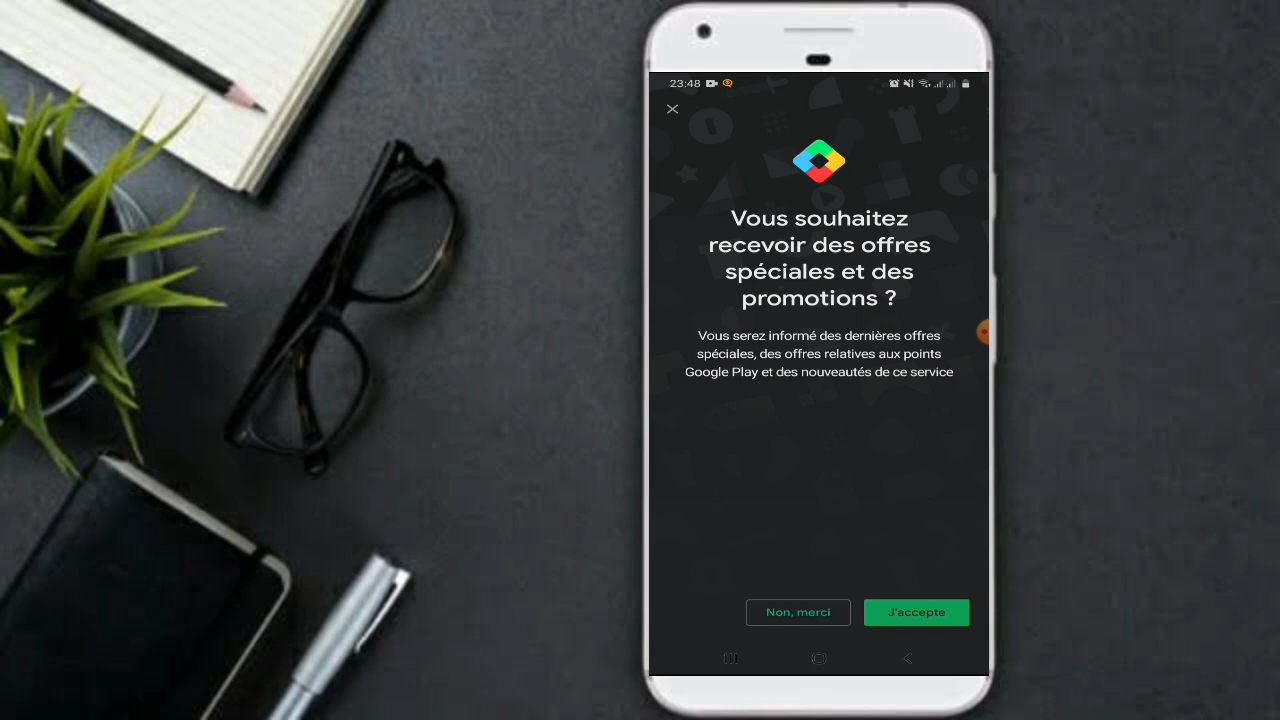 23:48
Vous souhaitez
recevoir des offres
spéciales et des
promotions ?
Vous serez informé des dernières offres
spéciales, des offres relatives aux points
Google Play et des nouveautés de ce service
Non, merci
J'accepte